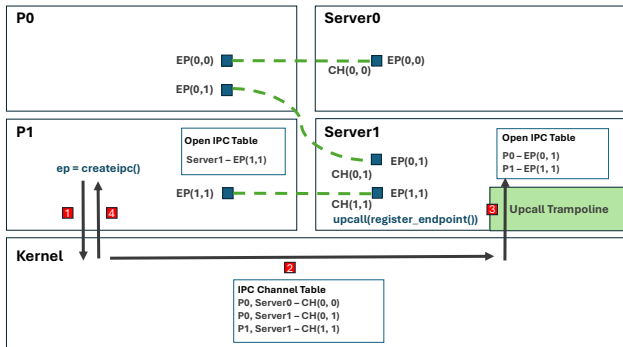 P0
EP(0,0)
EP(0,1)
Server0
EP(0,0)
CH(0, 0)
P1
ep = createipc()
Open IPC Table
Server1 – EP(1,1)
EP(1,1)
1
4
Server1
EP(0,1)
CH(0,1)
EP(1,1)
CH(1,1)
upcall(register_endpoint())
Open IPC Table
P0 – EP(0, 1)
P1 – EP(1,1)
3
Upcall Trampoline
Kernel
2
IPC Channel Table
P0, Server0 – CH(0, 0)
P0, Server1 – CH(0, 1)
P1, Server1 – CH(1, 1)